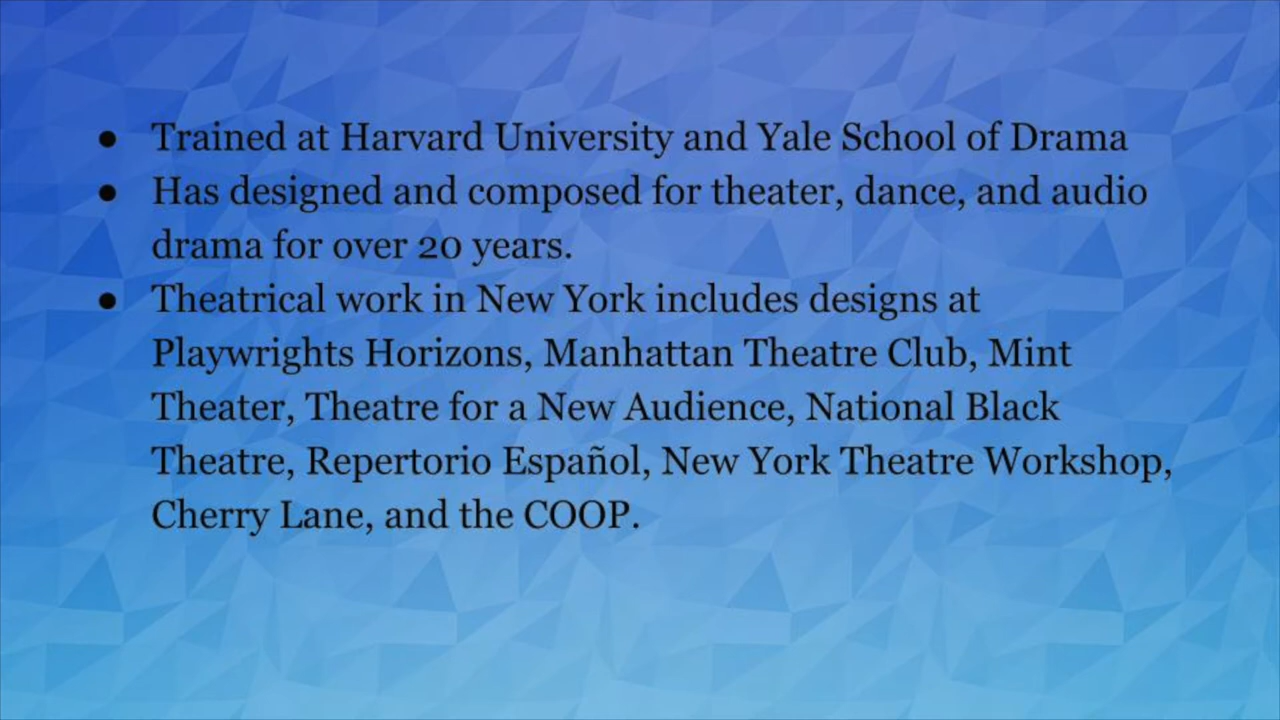 ● Trained at Harvard University and Yale School of Drama
● Has designed and composed for theater, dance, and audio
drama for over 20 years.
● Theatrical work in New York includes designs at
Playwrights Horizons, Manhattan Theatre Club, Mint
Theater, Theatre for a New Audience, National Black
Theatre, Repertorio Español, New York Theatre Workshop,
Cherry Lane, and the COOP.